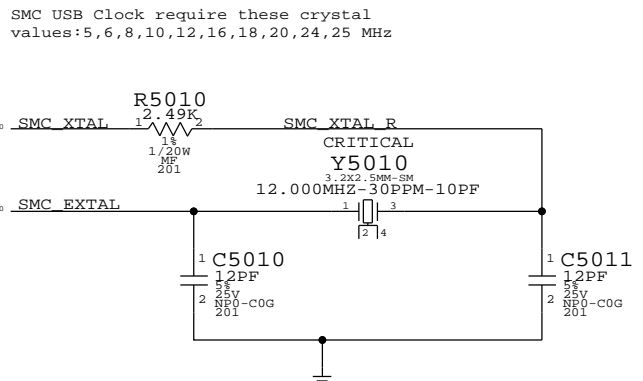 SMC USB Clock require these crystal
values:5,6,8,10,12,16,18,20,24,25 MHz
R5010
2.49K
SMC_XTAL
1
2
SMC_XTAL_R
1%
1/20W
MF
201
CRITICAL
Y5010
3.2X2.5MM-SM
12.000MHZ-30PPM-10PF
SMC_EXTAL
1
3
2
4
1
C5010
12PF
5%
25V
2
NP0-C0G
201
1
C5011
12PF
5%
25V
2
NP0-C0G
201